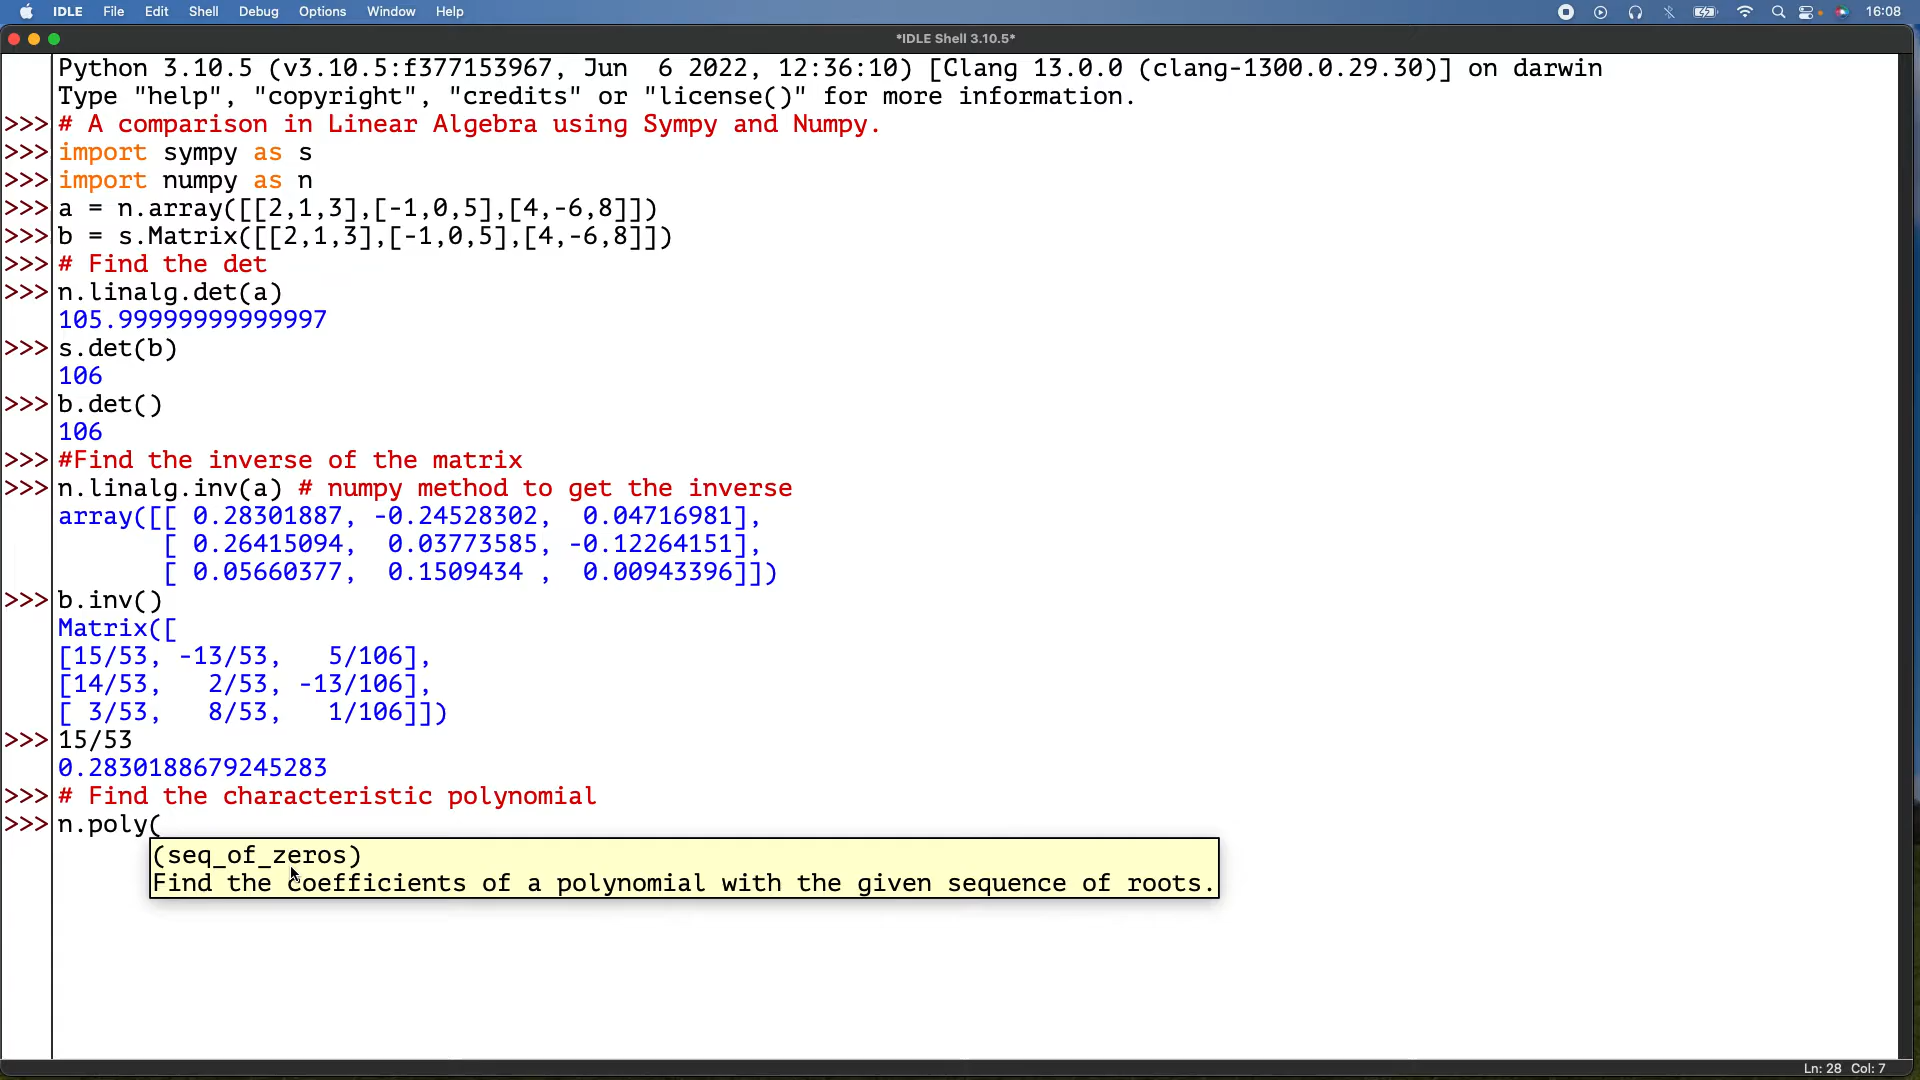 IDLE File Edit Shell Debug Options Window Help 16:08
*IDLE Shell 3.10.5*
Python 3.10.5 (v3.10.5:f377153967, Jun  6 2022, 12:36:10) [Clang 13.0.0 (clang-1300.0.29.30)] on darwin
Type "help", "copyright", "credits" or "license()" for more information.
>>> # A comparison in Linear Algebra using Sympy and Numpy.
>>> import sympy as s
>>> import numpy as n
>>> a = n.array([[2,1,3],[-1,0,5],[4,-6,8]])
>>> b = s.Matrix([[2,1,3],[-1,0,5],[4,-6,8]])
>>> # Find the det
>>> n.linalg.det(a)
105.99999999999997
>>> s.det(b)
106
>>> b.det()
106
>>> #Find the inverse of the matrix
>>> n.linalg.inv(a) # numpy method to get the inverse
array([[ 0.28301887, -0.24528302,  0.04716981],
[ 0.26415094,  0.03773585, -0.12264151],
[ 0.05660377,  0.1509434 ,  0.00943396]])
>>> b.inv()
Matrix([
[15/53, -13/53,   5/106],
[14/53,   2/53, -13/106],
[ 3/53,   8/53,   1/106]])
>>> 15/53
0.2830188679245283
>>> # Find the characteristic polynomial
>>> n.poly(
(seq_of_zeros)
Find the coefficients of a polynomial with the given sequence of roots.
Ln: 28 Col: 7